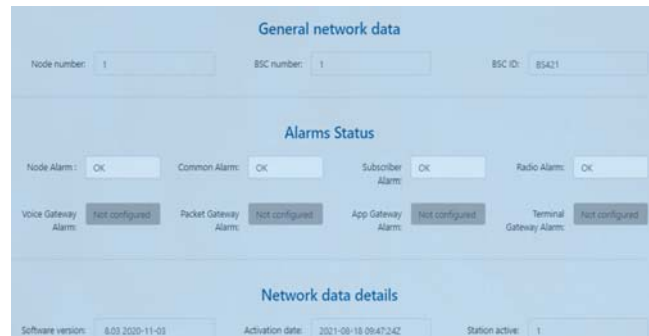 General network data
Node number: 1 BSC number: 1 BSC ID: BS421
Alarms Status
Node Alarm : OK Common Alarm: OK Subscriber Alarm: OK Radio Alarm: OK
Voice Gateway Alarm: Not configured Packet Gateway Alarm: Not configured App Gateway Alarm: Not configured Terminal Gateway Alarm: Not configured
Network data details
Software version: 8.03 2020-11-03 Activation date: 2021-08-18 09:47:24Z Station active: 1